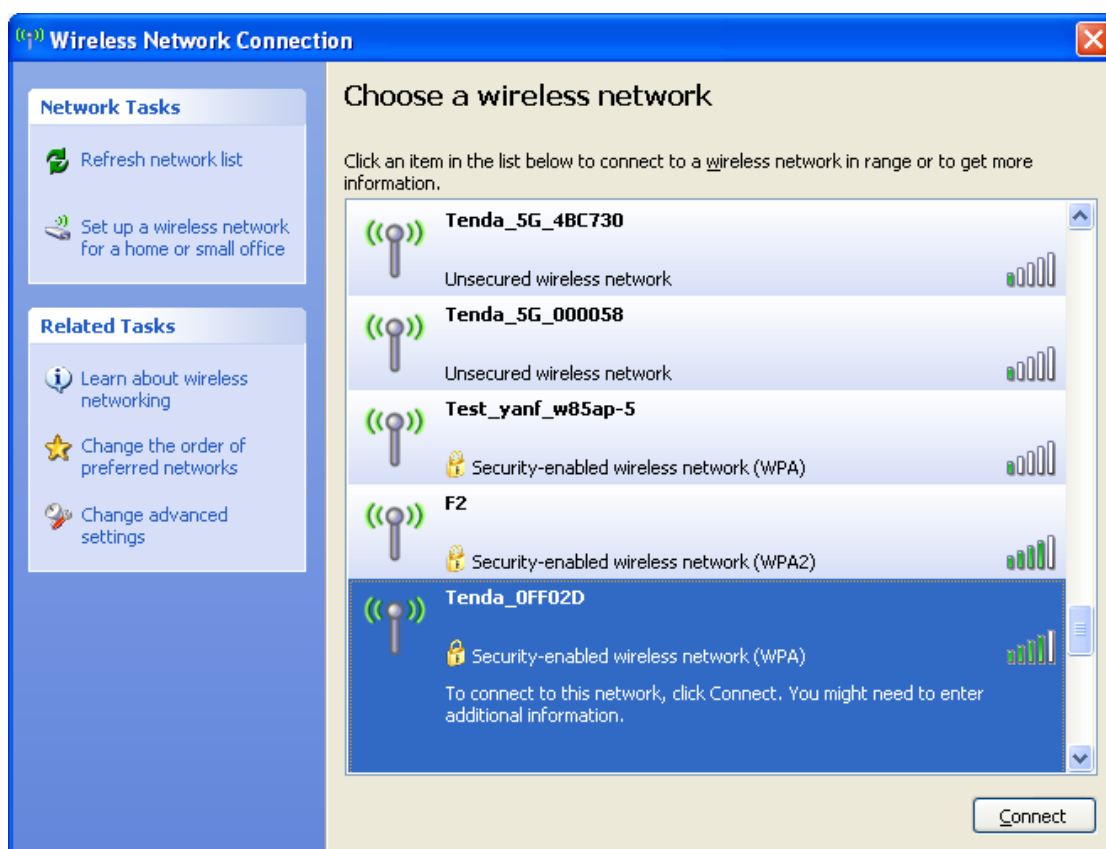 Wireless Network Connection
Network Tasks
Refresh network list
Set up a wireless network
for a home or small office
Related Tasks
Learn about wireless
networking
Change the order of
preferred networks
Change advanced
settings
Choose a wireless network
Click an item in the list below to connect to a wireless network in range or to get more
information.
Tenda_5G_4BC730
Unsecured wireless network
Tenda_5G_000058
Unsecured wireless network
Test_yanf_w85ap-5
Security-enabled wireless network (WPA)
F2
Security-enabled wireless network (WPA2)
Tenda_0FF02D
Security-enabled wireless network (WPA)
To connect to this network, click Connect. You might need to enter
additional information.
Connect